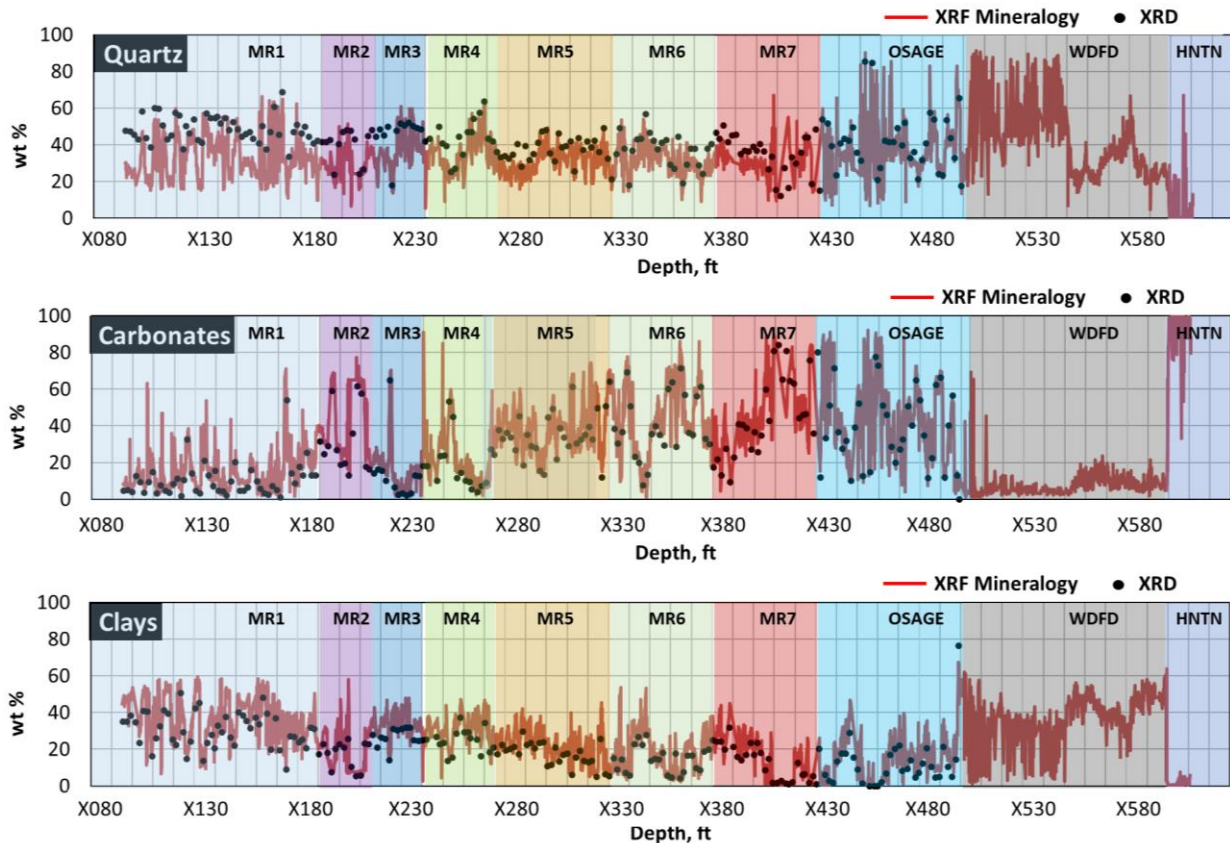 XRF Mineralogy XRD
100 Quartz MR1 MR2 MR3 MR4 MR5 MR6 MR7 OSAGE WDFD HNTN
80
60
40
20
0
wt %
X080 X130 X180 X230 X280 X330 X380 X430 X480 X530 X580
Depth, ft
XRF Mineralogy XRD
100 Carbonates MR1 MR2 MR3 MR4 MR5 MR6 MR7 OSAGE WDFD HNTN
80
60
40
20
0
wt %
X080 X130 X180 X230 X280 X330 X380 X430 X480 X530 X580
Depth, ft
XRF Mineralogy XRD
100 Clays MR1 MR2 MR3 MR4 MR5 MR6 MR7 OSAGE WDFD HNTN
80
60
40
20
0
wt %
X080 X130 X180 X230 X280 X330 X380 X430 X480 X530 X580
Depth, ft